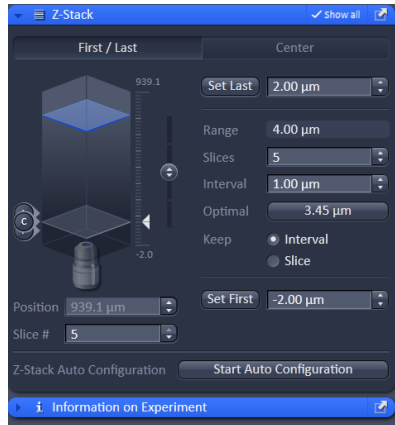 Z-Stack
Show all
First / Last
Center
939.1
-2.0
C
Position 939.1 µm
Slice # 5
Set Last 2.00 µm
Range 4.00 µm
Slices 5
Interval 1.00 µm
Optimal 3.45 µm
Keep Interval
Slice
Set First -2.00 µm
Z-Stack Auto Configuration Start Auto Configuration
i Information on Experiment